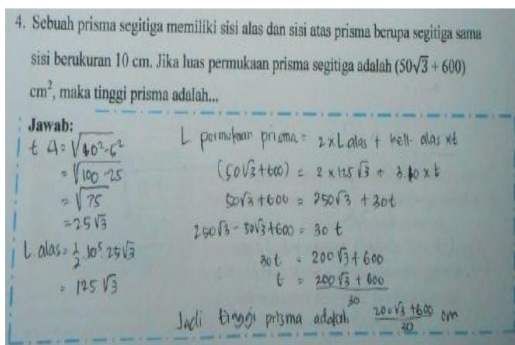 4. Sebuah prisma segitiga memiliki sisi alas dan sisi atas prisma berupa segitiga sama
sisi berukuran 10 cm. Jika luas permukaan prisma segitiga adalah (50√3 + 600)
cm², maka tinggi prisma adalah...
Jawab:
t Δ = √10²-5²
= √100-25
= √75
= 25√3
L alas = 1/2 10⁵ 25√3
= 125 √3
L permukaan prisma = 2 x L alas + kell. alas x t
(50√3+600) = 2 x 125 √3 + 3.10 x t
50√3 + 600 = 250√3 + 30t
250√3 - 50√3 + 600 = 30 t
30 t = 200√3 + 600
t = 200√3 + 600 / 30
Jadi tinggi prisma adalah 200√3 + 600 / 30 cm